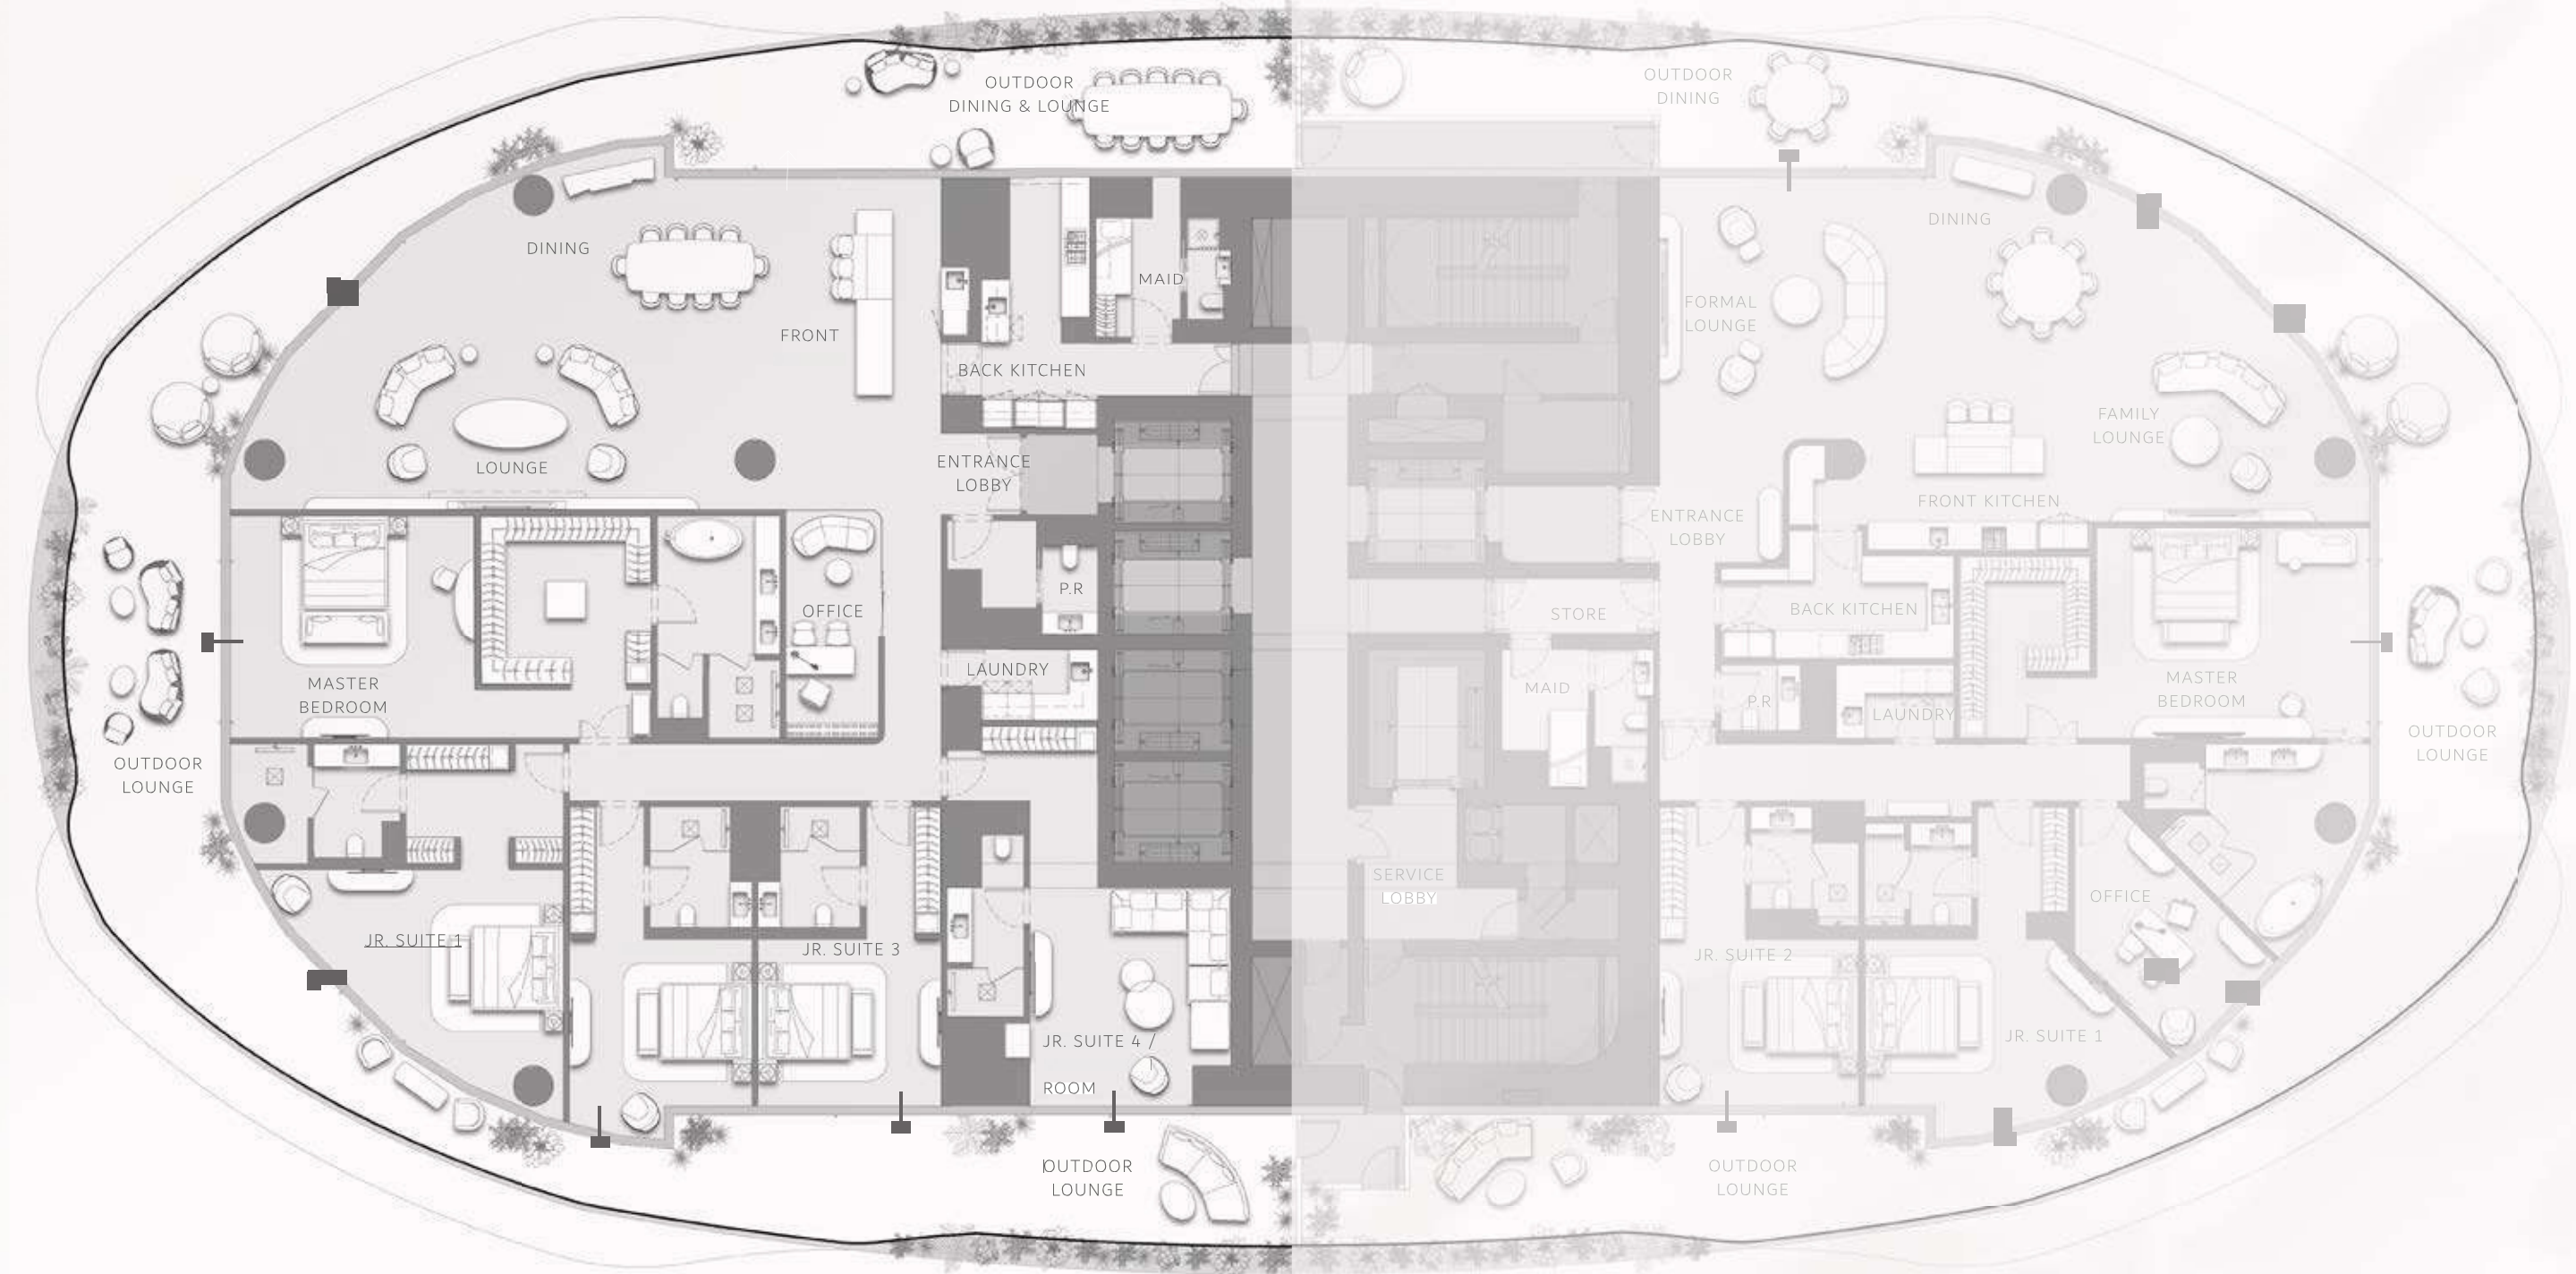 OUTDOOR
DINING & LOUNGE
DINING
MAID
FRONT
BACK KITCHEN
LOUNGE
ENTRANCE
LOBBY
P.R
OFFICE
LAUNDRY
MASTER
BEDROOM
OUTDOOR
LOUNGE
JR. SUITE 1
JR. SUITE 3
JR. SUITE 4 /
ROOM
OUTDOOR
LOUNGE
OUTDOOR
DINING
DINING
FORMAL
LOUNGE
FAMILY
LOUNGE
FRONT KITCHEN
ENTRANCE
LOBBY
STORE
BACK KITCHEN
MAID
P.R
LAUNDRY
MASTER
BEDROOM
OUTDOOR
LOUNGE
SERVICE
LOBBY
OFFICE
JR. SUITE 2
JR. SUITE 1
OUTDOOR
LOUNGE